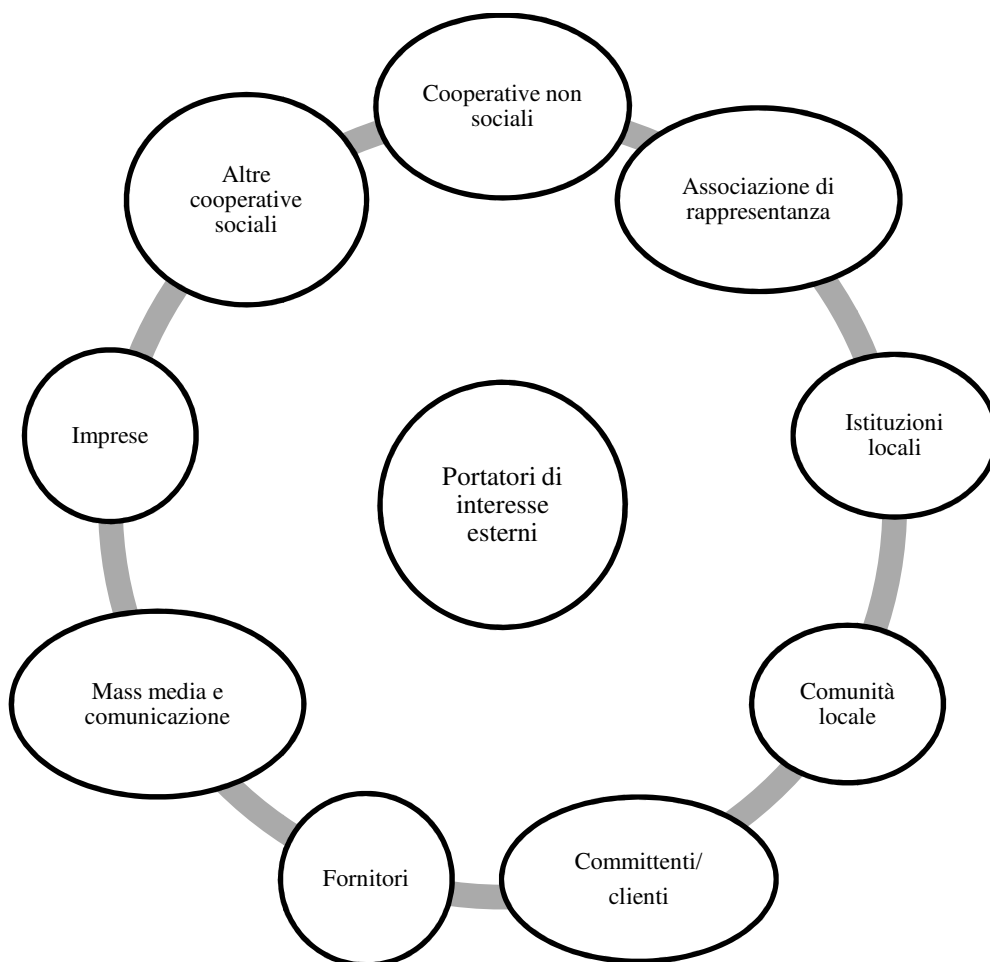 Cooperative non
sociali
Altre
cooperative
sociali
Associazione di
rappresentanza
Imprese
Istituzioni
locali
Portatori di
interesse
esterni
Mass media e
comunicazione
Comunità
locale
Fornitori
Committenti/
clienti